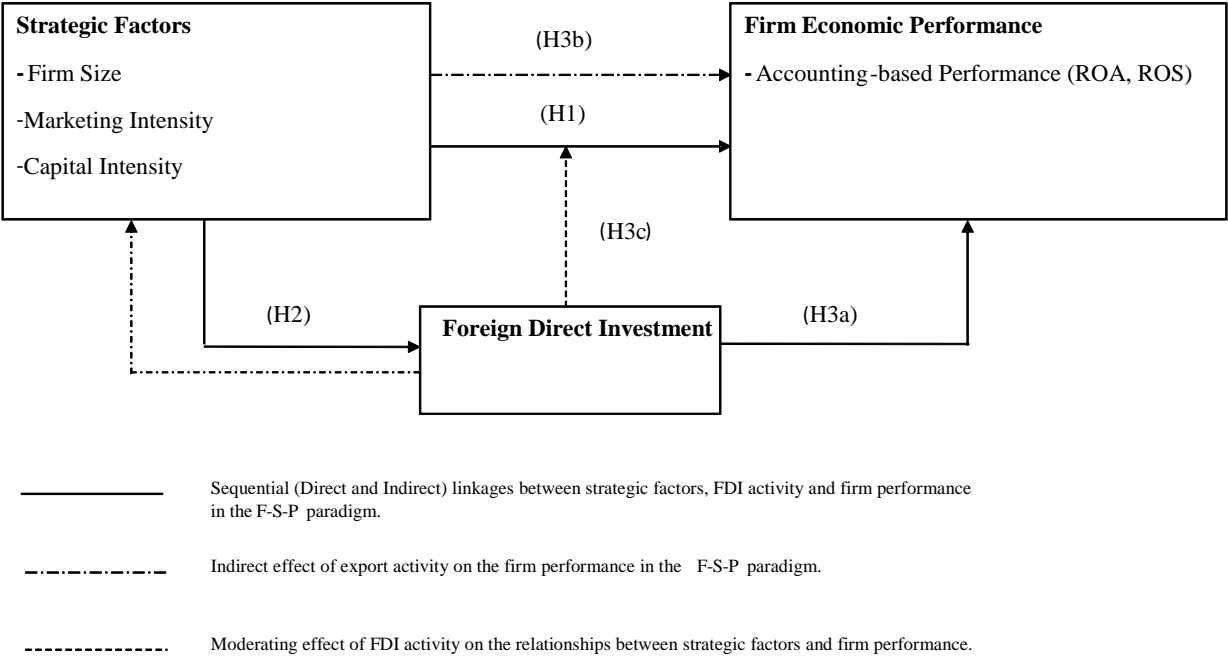 Strategic Factors
- Firm Size
-Marketing Intensity
-Capital Intensity
(H3b)
(H1)
Firm Economic Performance
- Accounting-based Performance (ROA, ROS)
(H3c)
(H2)
Foreign Direct Investment
(H3a)
Sequential (Direct and Indirect) linkages between strategic factors, FDI activity and firm performance
in the F-S-P paradigm.
Indirect effect of export activity on the firm performance in the F-S-P paradigm.
Moderating effect of FDI activity on the relationships between strategic factors and firm performance.